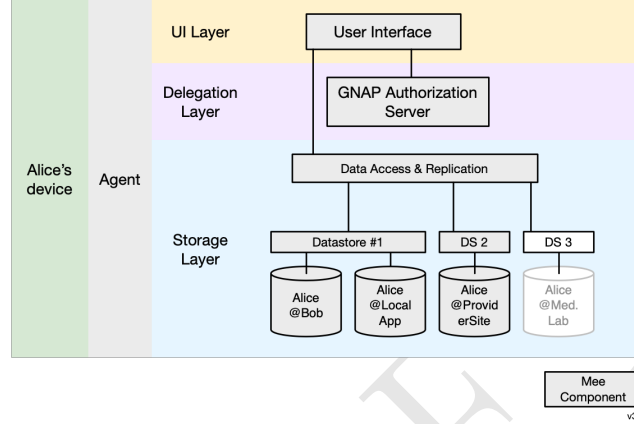 UI Layer
User Interface
Delegation
Layer
GNAP Authorization
Server
Alice's
device
Agent
Data Access & Replication
Storage
Layer
Datastore #1
DS 2
DS 3
Alice
@Bob
Alice
@Local
App
Alice
@Provid
erSite
Alice
@Med.
Lab
Mee
Component